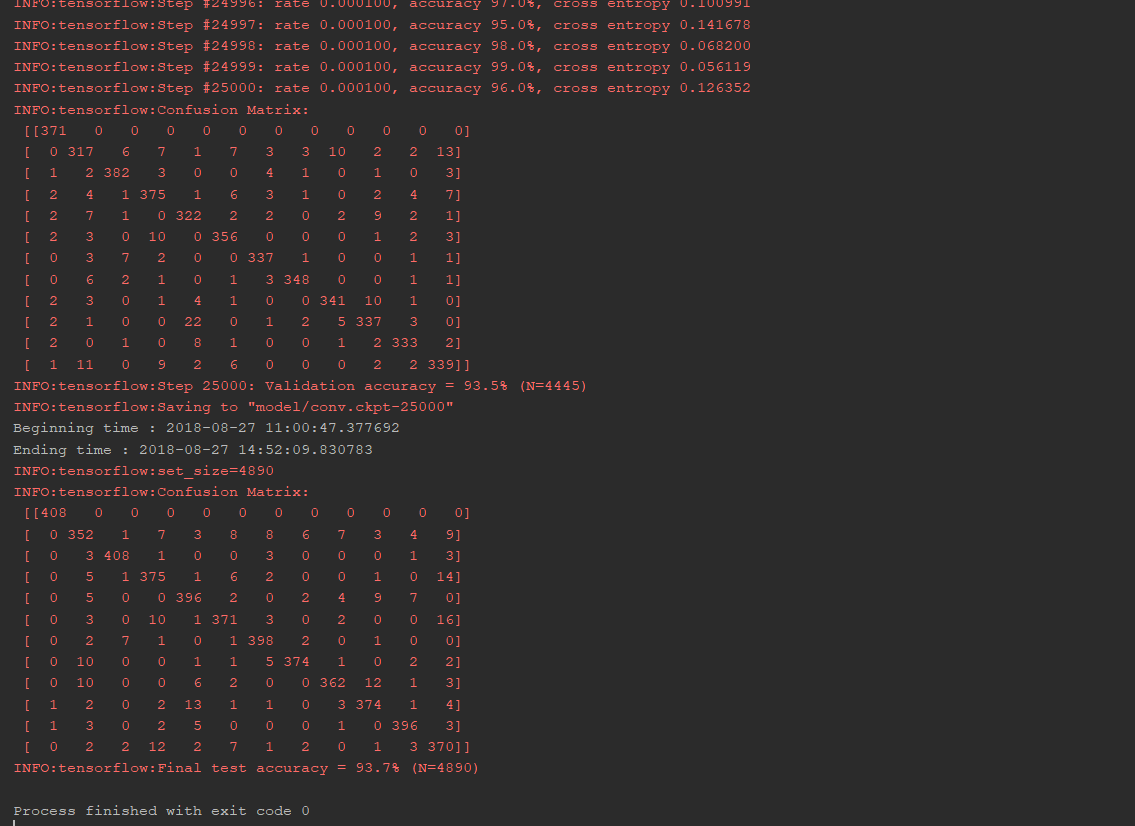 INFO:tensorflow:Step #24996: rate 0.000100, accuracy 97.0%, cross entropy 0.100991
INFO:tensorflow:Step #24997: rate 0.000100, accuracy 95.0%, cross entropy 0.141678
INFO:tensorflow:Step #24998: rate 0.000100, accuracy 98.0%, cross entropy 0.068200
INFO:tensorflow:Step #24999: rate 0.000100, accuracy 99.0%, cross entropy 0.056119
INFO:tensorflow:Step #25000: rate 0.000100, accuracy 96.0%, cross entropy 0.126352
INFO:tensorflow:Confusion Matrix:
[[371 0 0 0 0 0 0 0 0 0 0 0]
[ 0 317 6 7 1 7 3 3 10 2 2 13]
[ 1 2 382 3 0 0 4 1 0 1 0 3]
[ 2 4 1 375 1 6 3 1 0 2 4 7]
[ 2 7 1 0 322 2 2 0 2 9 2 1]
[ 2 3 0 10 0 356 0 0 0 1 2 3]
[ 0 3 7 2 0 0 337 1 0 0 1 1]
[ 0 6 2 1 0 1 3 348 0 0 1 1]
[ 2 3 0 1 4 1 0 0 341 10 1 0]
[ 2 1 0 0 22 0 1 2 5 337 3 0]
[ 2 0 1 0 8 1 0 0 1 2 333 2]
[ 1 11 0 9 2 6 0 0 0 2 2 339]]
INFO:tensorflow:Step 25000: Validation accuracy = 93.5% (N=4445)
INFO:tensorflow:Saving to "model/conv.ckpt-25000"
Beginning time : 2018-08-27 11:00:47.377692
Ending time : 2018-08-27 14:52:09.830783
INFO:tensorflow:set_size=4890
INFO:tensorflow:Confusion Matrix:
[[408 0 0 0 0 0 0 0 0 0 0 0]
[ 0 352 1 7 3 8 8 6 7 3 4 9]
[ 0 3 408 1 0 0 3 0 0 0 1 3]
[ 0 5 1 375 1 6 2 0 0 1 0 14]
[ 0 5 0 0 396 2 0 2 4 9 7 0]
[ 0 3 0 10 1 371 3 0 2 0 0 16]
[ 0 2 7 1 0 1 398 2 0 1 0 0]
[ 0 10 0 0 1 1 5 374 1 0 2 2]
[ 0 10 0 0 6 2 0 0 362 12 1 3]
[ 1 2 0 2 13 1 1 0 3 374 1 4]
[ 1 3 0 2 5 0 0 0 1 0 396 3]
[ 0 2 2 12 2 7 1 2 0 1 3 370]]
INFO:tensorflow:Final test accuracy = 93.7% (N=4890)
Process finished with exit code 0